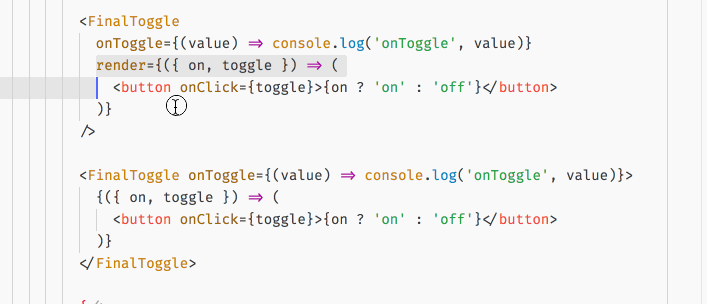 <FinalToggle
onToggle={(value) => console.log('onToggle', value)}
render={({ on, toggle }) => (
<button onClick={toggle}>{on ? 'on' : 'off'}</button>
)}
/>
<FinalToggle onToggle={(value) => console.log('onToggle', value)}>
{({ on, toggle }) => (
<button onClick={toggle}>{on ? 'on' : 'off'}</button>
)}
</FinalToggle>